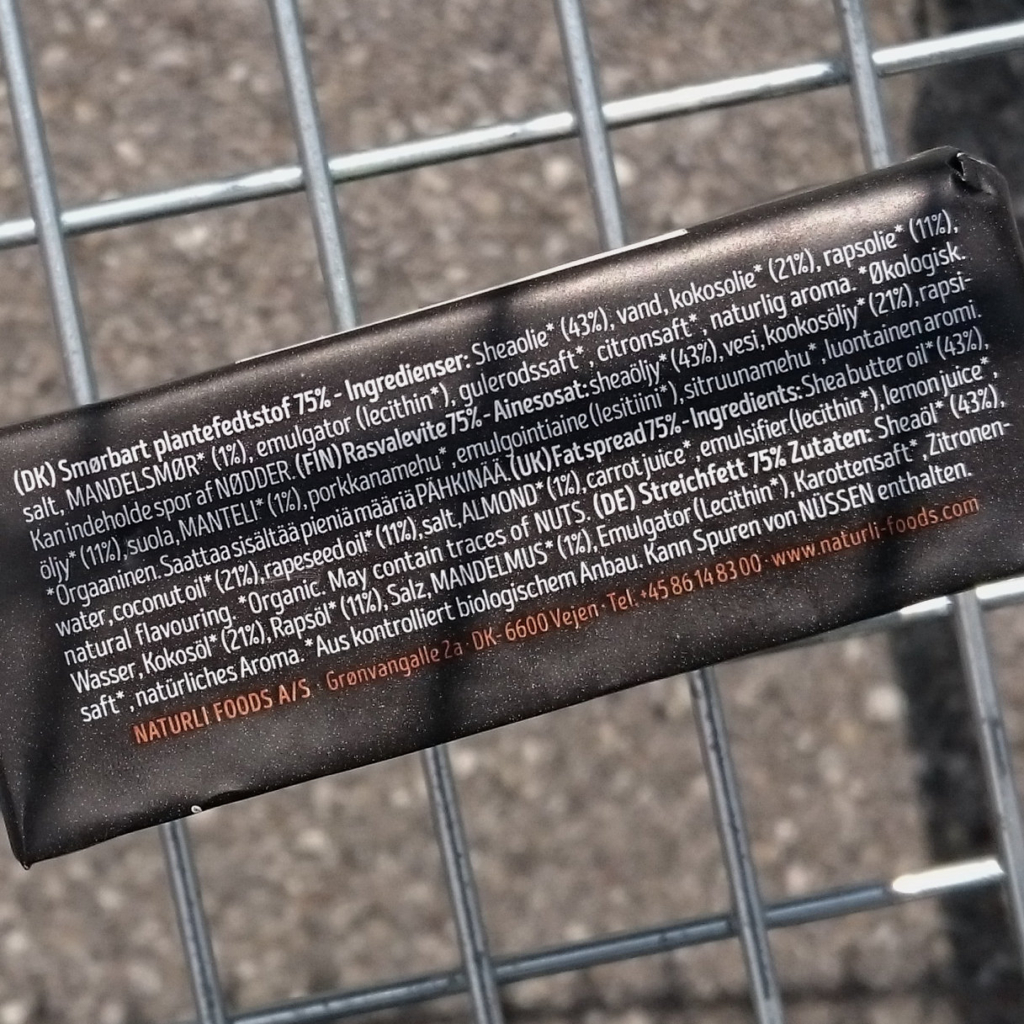 (DK) Smørbart plantefedtstof 75% - Ingredienser: Sheaolie* (43%), vand, kokosolie* (21%), rapsolie* (11%),
salt, MANDELSMØR* (1%), emulgator (lecithin*), gulerodssaft*, citronsaft*, naturlig aroma. *Økologisk.
Kan indeholde spor af NØDDER. (FIN) Rasvalevite 75% - Ainesosat: sheaöljy* (43%), vesi, kookosöljy* (21%), rapsi-
öljy* (11%), suola, MANTELI* (1%), porkkanamehu*, emulgointiaine (lesitiini*), sitruunamehu*, luontainen aromi.
*Orgaaninen. Saattaa sisältää pieniä määriä PÄHKINÄÄ. (UK) Fat spread 75% - Ingredients: Shea butter oil* (43%),
water, coconut oil* (21%), rapeseed oil* (11%), salt, ALMOND* (1%), carrot juice*, emulsifier (lecithin*), lemon juice*,
natural flavouring. *Organic. May contain traces of NUTS. (DE) Streichfett 75% Zutaten: Sheaöl* (43%),
Wasser, Kokosöl* (21%), Rapsöl* (11%), Salz, MANDELMUS* (1%), Emulgator (Lecithin*), Karottensaft*, Zitronen-
saft*, natürliches Aroma. *Aus kontrolliert biologischem Anbau. Kann Spuren von NÜSSEN enthalten.
NATURLI FOODS A/S · Grønvangalle 2a · DK-6600 Vejen · Tel. +45 86 14 83 00 · www.naturli-foods.com